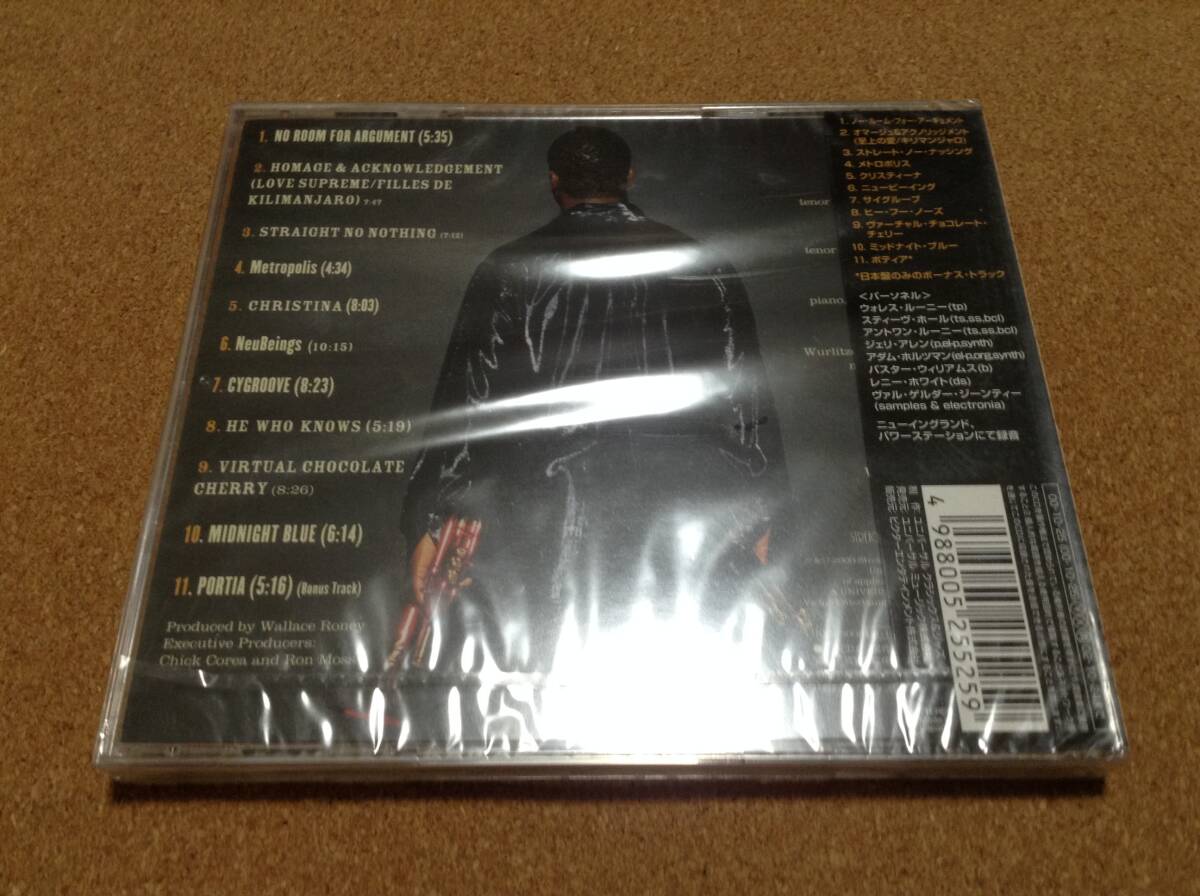 1. NO ROOM FOR ARGUMENT (5:35)
2. HOMAGE & ACKNOWLEDGEMENT
(LOVE SUPREME/FILLES DE
KILIMANJARO) 7:47
3. STRAIGHT NO NOTHING (7:12)
4. Metropolis (4:34)
5. CHRISTINA (8:03)
6. NeuBeings (10:15)
7. CYGROOVE (8:23)
8. HE WHO KNOWS (5:19)
9. VIRTUAL CHOCOLATE
CHERRY (8:26)
10. MIDNIGHT BLUE (6:14)
11. PORTIA (5:16) (Bonus Track)
Produced by Wallace Roney
Executive Producers:
Chick Corea and Ron Moss
tenor
tenor
piano,
1. ノー・ルーム・フォー・アーギュメント
2. オマージュ&アクノリッジメント
(至上の愛/キリマンジャロ)
3. ストレート・ノー・ナッシング
4. メトロポリス
5. クリスティーナ
6. ニュービーイング
7. サイグルーブ
8. ヒー・フー・ノーズ
9. ヴァーチャル・チョコレート・
チェリー
10. ミッドナイト・ブルー
11. ポティア*
*日本盤のみのボーナス・トラック
<パーソネル>
ウォレス・ルーニー(tp)
スティーヴ・ホール(ts,ss,bcl)
アントワン・ルーニー(ts,ss,bcl)
ジェリ・アレン(p,el-p,synth)
アダム・ホルツマン(el-p,org,synth)
バスター・ウィリアムス(b)
レニー・ホワイト(ds)
ヴァル・ゲルダー・ジーンティー
(samples & electronia)
ニューイングランド、
パワーステーションにて録音
4 988005 255259